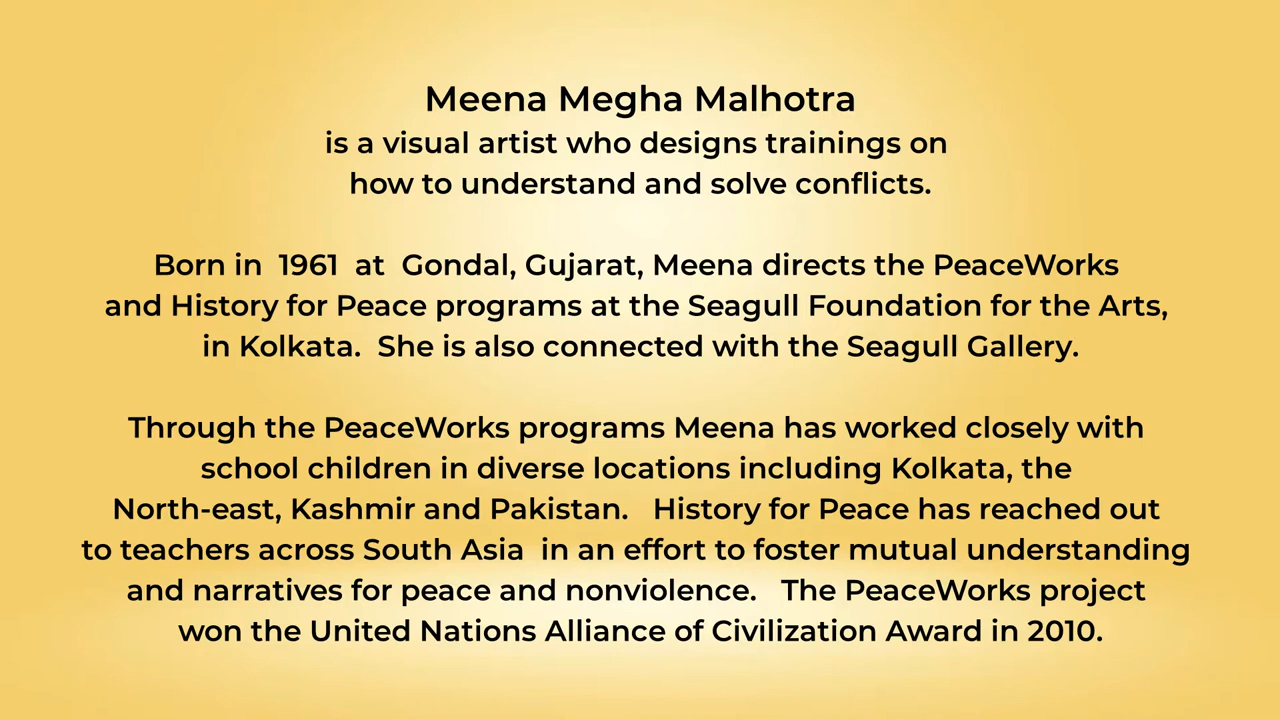 Meena Megha Malhotra
is a visual artist who designs trainings on
how to understand and solve conflicts.
Born in  1961  at  Gondal, Gujarat, Meena directs the PeaceWorks
and History for Peace programs at the Seagull Foundation for the Arts,
in Kolkata.  She is also connected with the Seagull Gallery.
Through the PeaceWorks programs Meena has worked closely with
school children in diverse locations including Kolkata, the
North-east, Kashmir and Pakistan.   History for Peace has reached out
to teachers across South Asia  in an effort to foster mutual understanding
and narratives for peace and nonviolence.   The PeaceWorks project
won the United Nations Alliance of Civilization Award in 2010.